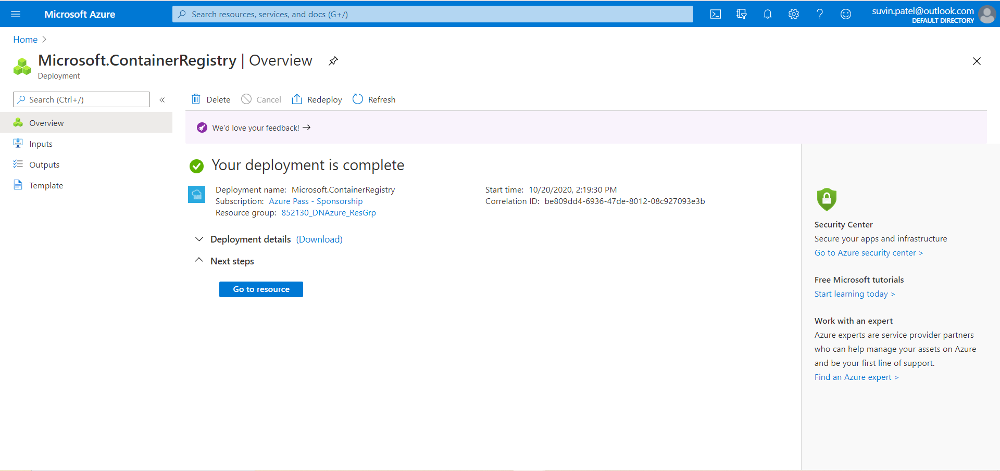 Microsoft Azure
Search resources, services, and docs (G+/)
suvin.patel@outlook.com
DEFAULT DIRECTORY
Home
Microsoft.ContainerRegistry | Overview
Deployment
Search (Ctrl+/)
«
Delete
Cancel
Redeploy
Refresh
Overview
Inputs
Outputs
Template
We'd love your feedback! →
Your deployment is complete
Deployment name: Microsoft.ContainerRegistry
Subscription: Azure Pass - Sponsorship
Resource group: 852130_DNAzure_ResGrp
Start time: 10/20/2020, 2:19:30 PM
Correlation ID: be809dd4-6936-47de-8012-08c927093e3b
Deployment details (Download)
Next steps
Go to resource
Security Center
Secure your apps and infrastructure
Go to Azure security center >
Free Microsoft tutorials
Start learning today >
Work with an expert
Azure experts are service provider partners
who can help manage your assets on Azure
and be your first line of support.
Find an Azure expert >